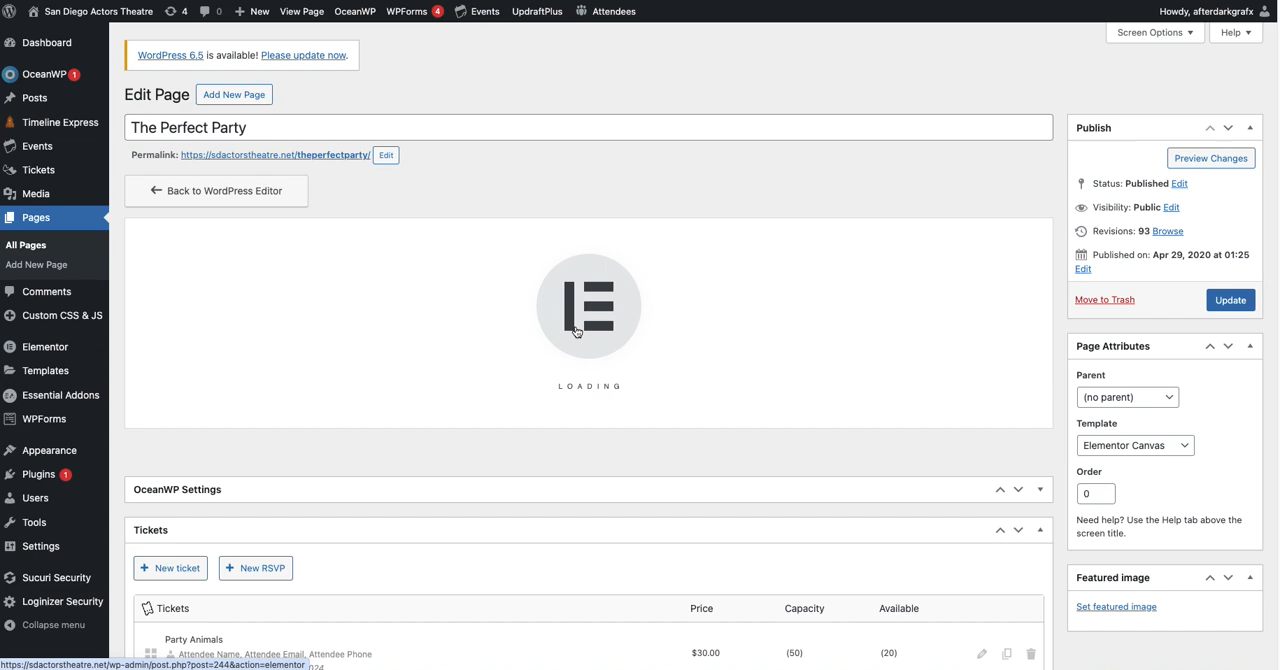 San Diego Actors Theatre 4 0 New View Page OceanWP WPForms 4 Events UpdraftPlus Attendees Howdy, afterdarkgrafx
Screen Options ▼ Help ▼
Dashboard
OceanWP 1
Posts
Timeline Express
Events
Tickets
Media
Pages
All Pages
Add New Page
Comments
Custom CSS & JS
Elementor
Templates
Essential Addons
WPForms
Appearance
Plugins 1
Users
Tools
Settings
Sucuri Security
Loginizer Security
Collapse menu
WordPress 6.5 is available! Please update now.
Edit Page Add New Page
The Perfect Party
Permalink: https://sdactorstheatre.net/theperfectparty/ Edit
← Back to WordPress Editor
LOADING
OceanWP Settings
Tickets
+ New ticket + New RSVP
Tickets Price Capacity Available
Party Animals
Attendee Name, Attendee Email, Attendee Phone $30.00 (50) (20)
2024
Publish
Preview Changes
Status: Published Edit
Visibility: Public Edit
Revisions: 93 Browse
Published on: Apr 29, 2020 at 01:25
Edit
Move to Trash Update
Page Attributes
Parent
(no parent)
Template
Elementor Canvas
Order
0
Need help? Use the Help tab above the
screen title.
Featured image
Set featured image
https://sdactorstheatre.net/wp-admin/post.php?post=244&action=elementor